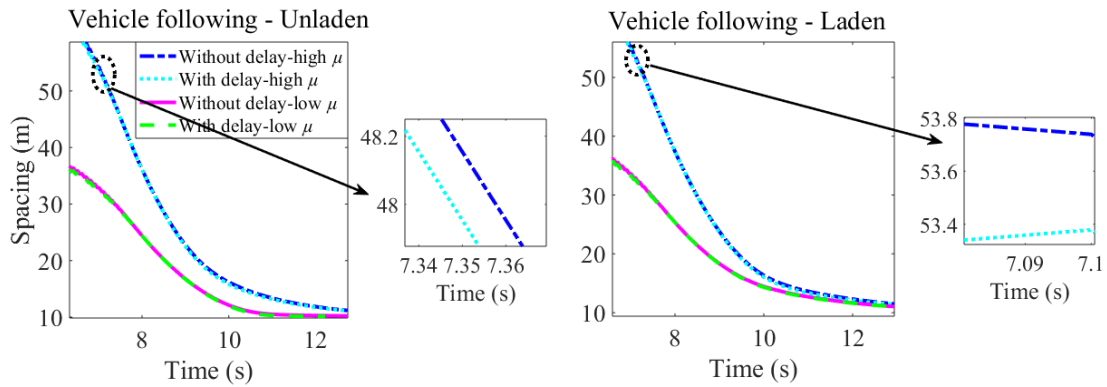 Vehicle following - Unladen
Without delay-high μ
With delay-high μ
Without delay-low μ
With delay-low μ
Spacing (m)
50
40
30
20
10
8
10
12
Time (s)
48.2
48
7.34
7.35
7.36
Time (s)
Vehicle following - Laden
50
40
30
20
10
8
10
12
Time (s)
53.8
53.6
53.4
7.09
7.1
Time (s)